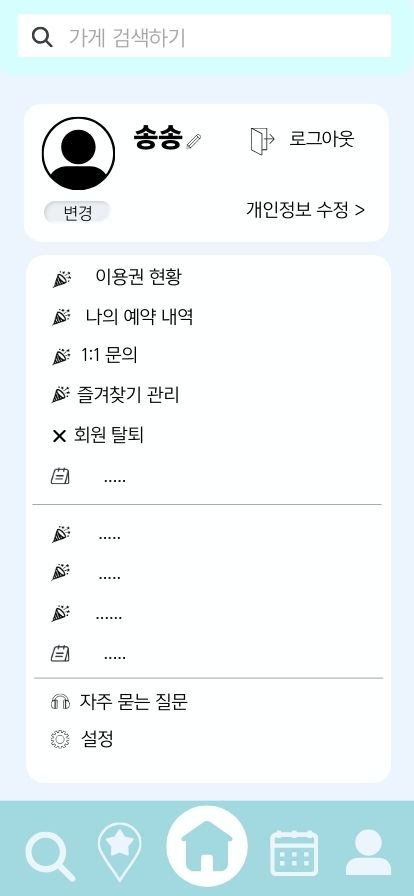 가게 검색하기
송송
로그아웃
변경
개인정보 수정 >
이용권 현황
나의 예약 내역
1:1 문의
즐겨찾기 관리
회원 탈퇴
.....
.....
.....
......
.....
자주 묻는 질문
설정